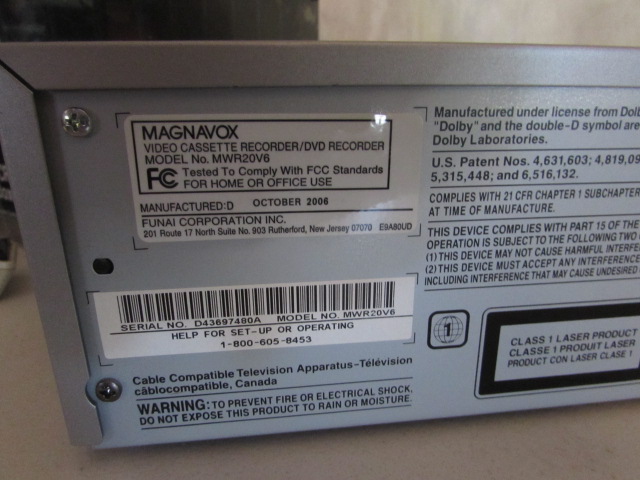 MAGNAVOX
VIDEO CASSETTE RECORDER/DVD RECORDER
MODEL No. MWR20V6
FC Tested To Comply With FCC Standards
FOR HOME OR OFFICE USE
MANUFACTURED:D OCTOBER 2006
FUNAI CORPORATION INC.
201 Route 17 North Suite No. 903 Rutherford, New Jersey 07070 E9A80UD
SERIAL NO. D43697480A MODEL NO. MWR20V6
HELP FOR SET-UP OR OPERATING
1-800-605-8453
Cable Compatible Television Apparatus-Télévision
câblocompatible, Canada
WARNING: TO PREVENT FIRE OR ELECTRICAL SHOCK,
DO NOT EXPOSE THIS PRODUCT TO RAIN OR MOISTURE.
Manufactured under license from Dolb
"Dolby" and the double-D symbol are
Dolby Laboratories.
U.S. Patent Nos. 4,631,603; 4,819,09
5,315,448; and 6,516,132.
COMPLIES WITH 21 CFR CHAPTER 1 SUBCHAPTER
AT TIME OF MANUFACTURE.
THIS DEVICE COMPLIES WITH PART 15 OF THE
OPERATION IS SUBJECT TO THE FOLLOWING TWO
(1) THIS DEVICE MAY NOT CAUSE HARMFUL INTERFE
(2) THIS DEVICE MUST ACCEPT ANY INTERFERENCE
INCLUDING INTERFERENCE THAT MAY CAUSE UNDESIRED
1
CLASS 1 LASER PRODUCT
CLASSE 1 PRODUIT LASER
PRODUCT CON LASER CLASE 1